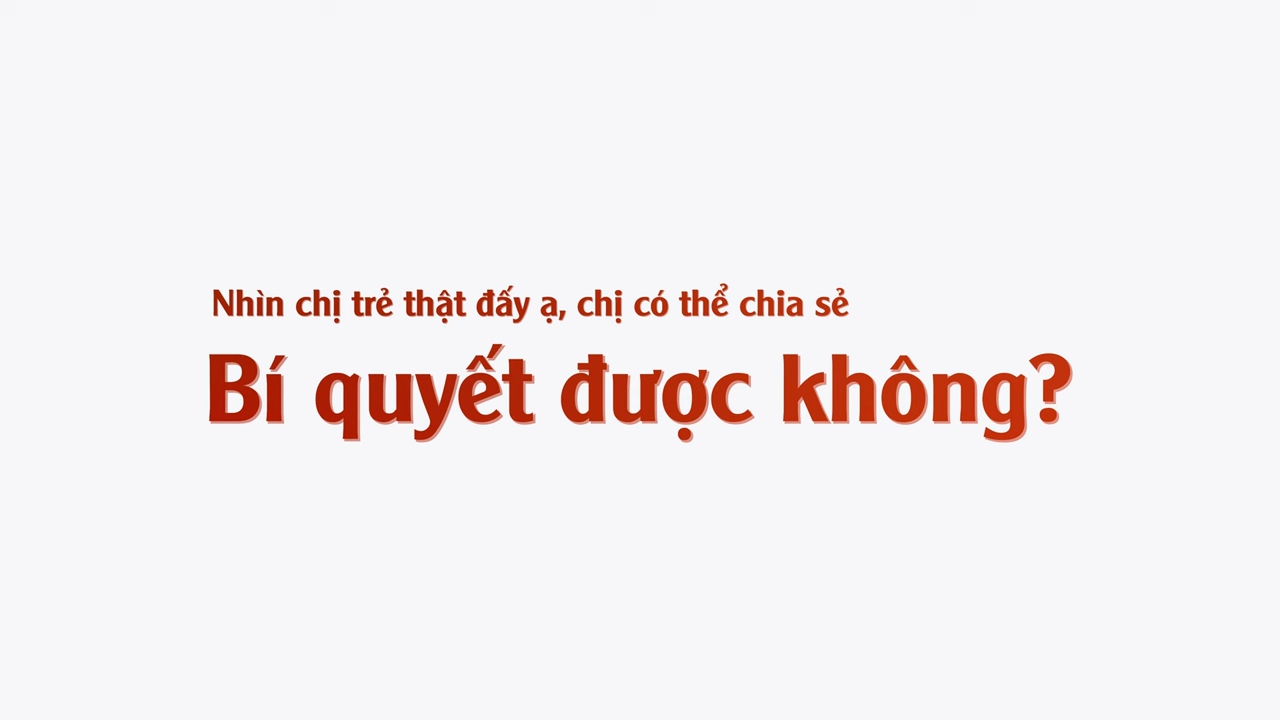 Nhìn chị trẻ thật đấy ạ, chị có thể chia sẻ
Bí quyết được không?